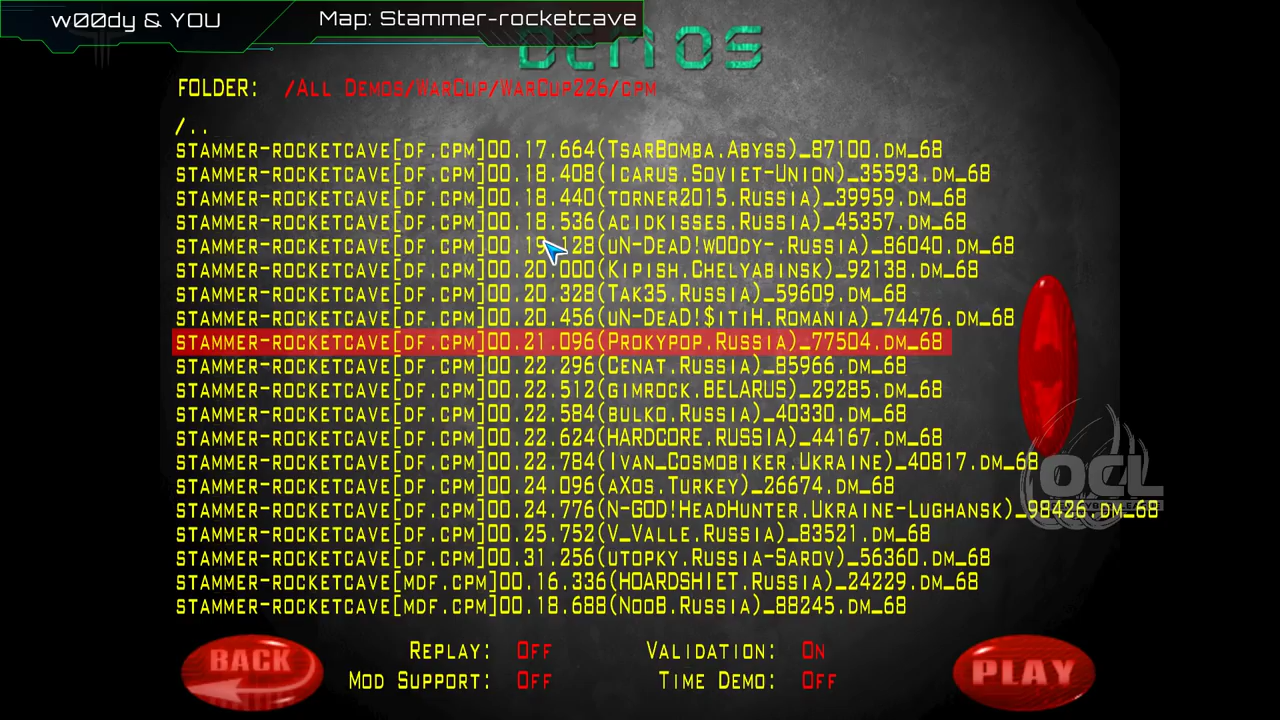 w00dy & YOU
Map: Stammer-rocketcave
DEMOS
FOLDER: /ALL DEMOS/WARCUP/WARCUP226/CPM
/..
STAMMER-ROCKETCAVE[DF.CPM]00.17.664(TSARBOMBA.ABYSS)_87100.DM_68
STAMMER-ROCKETCAVE[DF.CPM]00.18.408(ICARUS.SOVIET-UNION)_35593.DM_68
STAMMER-ROCKETCAVE[DF.CPM]00.18.440(TORNER2015.RUSSIA)_39959.DM_68
STAMMER-ROCKETCAVE[DF.CPM]00.18.536(ACIDKISSES.RUSSIA)_45357.DM_68
STAMMER-ROCKETCAVE[DF.CPM]00.19. 28(UN-DEAD!W00DY-.RUSSIA)_86040.DM_68
STAMMER-ROCKETCAVE[DF.CPM]00.20.000(KIPISH.CHELYABINSK)_92138.DM_68
STAMMER-ROCKETCAVE[DF.CPM]00.20.328(TAK35.RUSSIA)_59609.DM_68
STAMMER-ROCKETCAVE[DF.CPM]00.20.456(UN-DEAD!$ITIH.ROMANIA)_74476.DM_68
STAMMER-ROCKETCAVE[DF.CPM]00.21.096(PROKYPOP.RUSSIA)_77504.DM_68
STAMMER-ROCKETCAVE[DF.CPM]00.22.296(CENAT.RUSSIA)_85966.DM_68
STAMMER-ROCKETCAVE[DF.CPM]00.22.512(GIMROCK.BELARUS)_29285.DM_68
STAMMER-ROCKETCAVE[DF.CPM]00.22.584(BULKO.RUSSIA)_40330.DM_68
STAMMER-ROCKETCAVE[DF.CPM]00.22.624(HARDCORE.RUSSIA)_44167.DM_68
STAMMER-ROCKETCAVE[DF.CPM]00.22.784(IVAN_COSMOBIKER.UKRAINE)_40817.DM_68
STAMMER-ROCKETCAVE[DF.CPM]00.24.096(AXOS.TURKEY)_26674.DM_68
STAMMER-ROCKETCAVE[DF.CPM]00.24.776(N-GOD!HEADHUNTER.UKRAINE-LUGHANSK)_98426.DM_68
STAMMER-ROCKETCAVE[DF.CPM]00.25.752(V_VALLE.RUSSIA)_83521.DM_68
STAMMER-ROCKETCAVE[DF.CPM]00.31.256(UTOPKY.RUSSIA-SAROV)_56360.DM_68
STAMMER-ROCKETCAVE[MDF.CPM]00.16.336(HOARDSHIET.RUSSIA)_24229.DM_68
STAMMER-ROCKETCAVE[MDF.CPM]00.18.688(NOOB.RUSSIA)_88245.DM_68
OCL
REPLAY: OFF VALIDATION: ON
MOD SUPPORT: OFF TIME DEMO: OFF
BACK
PLAY